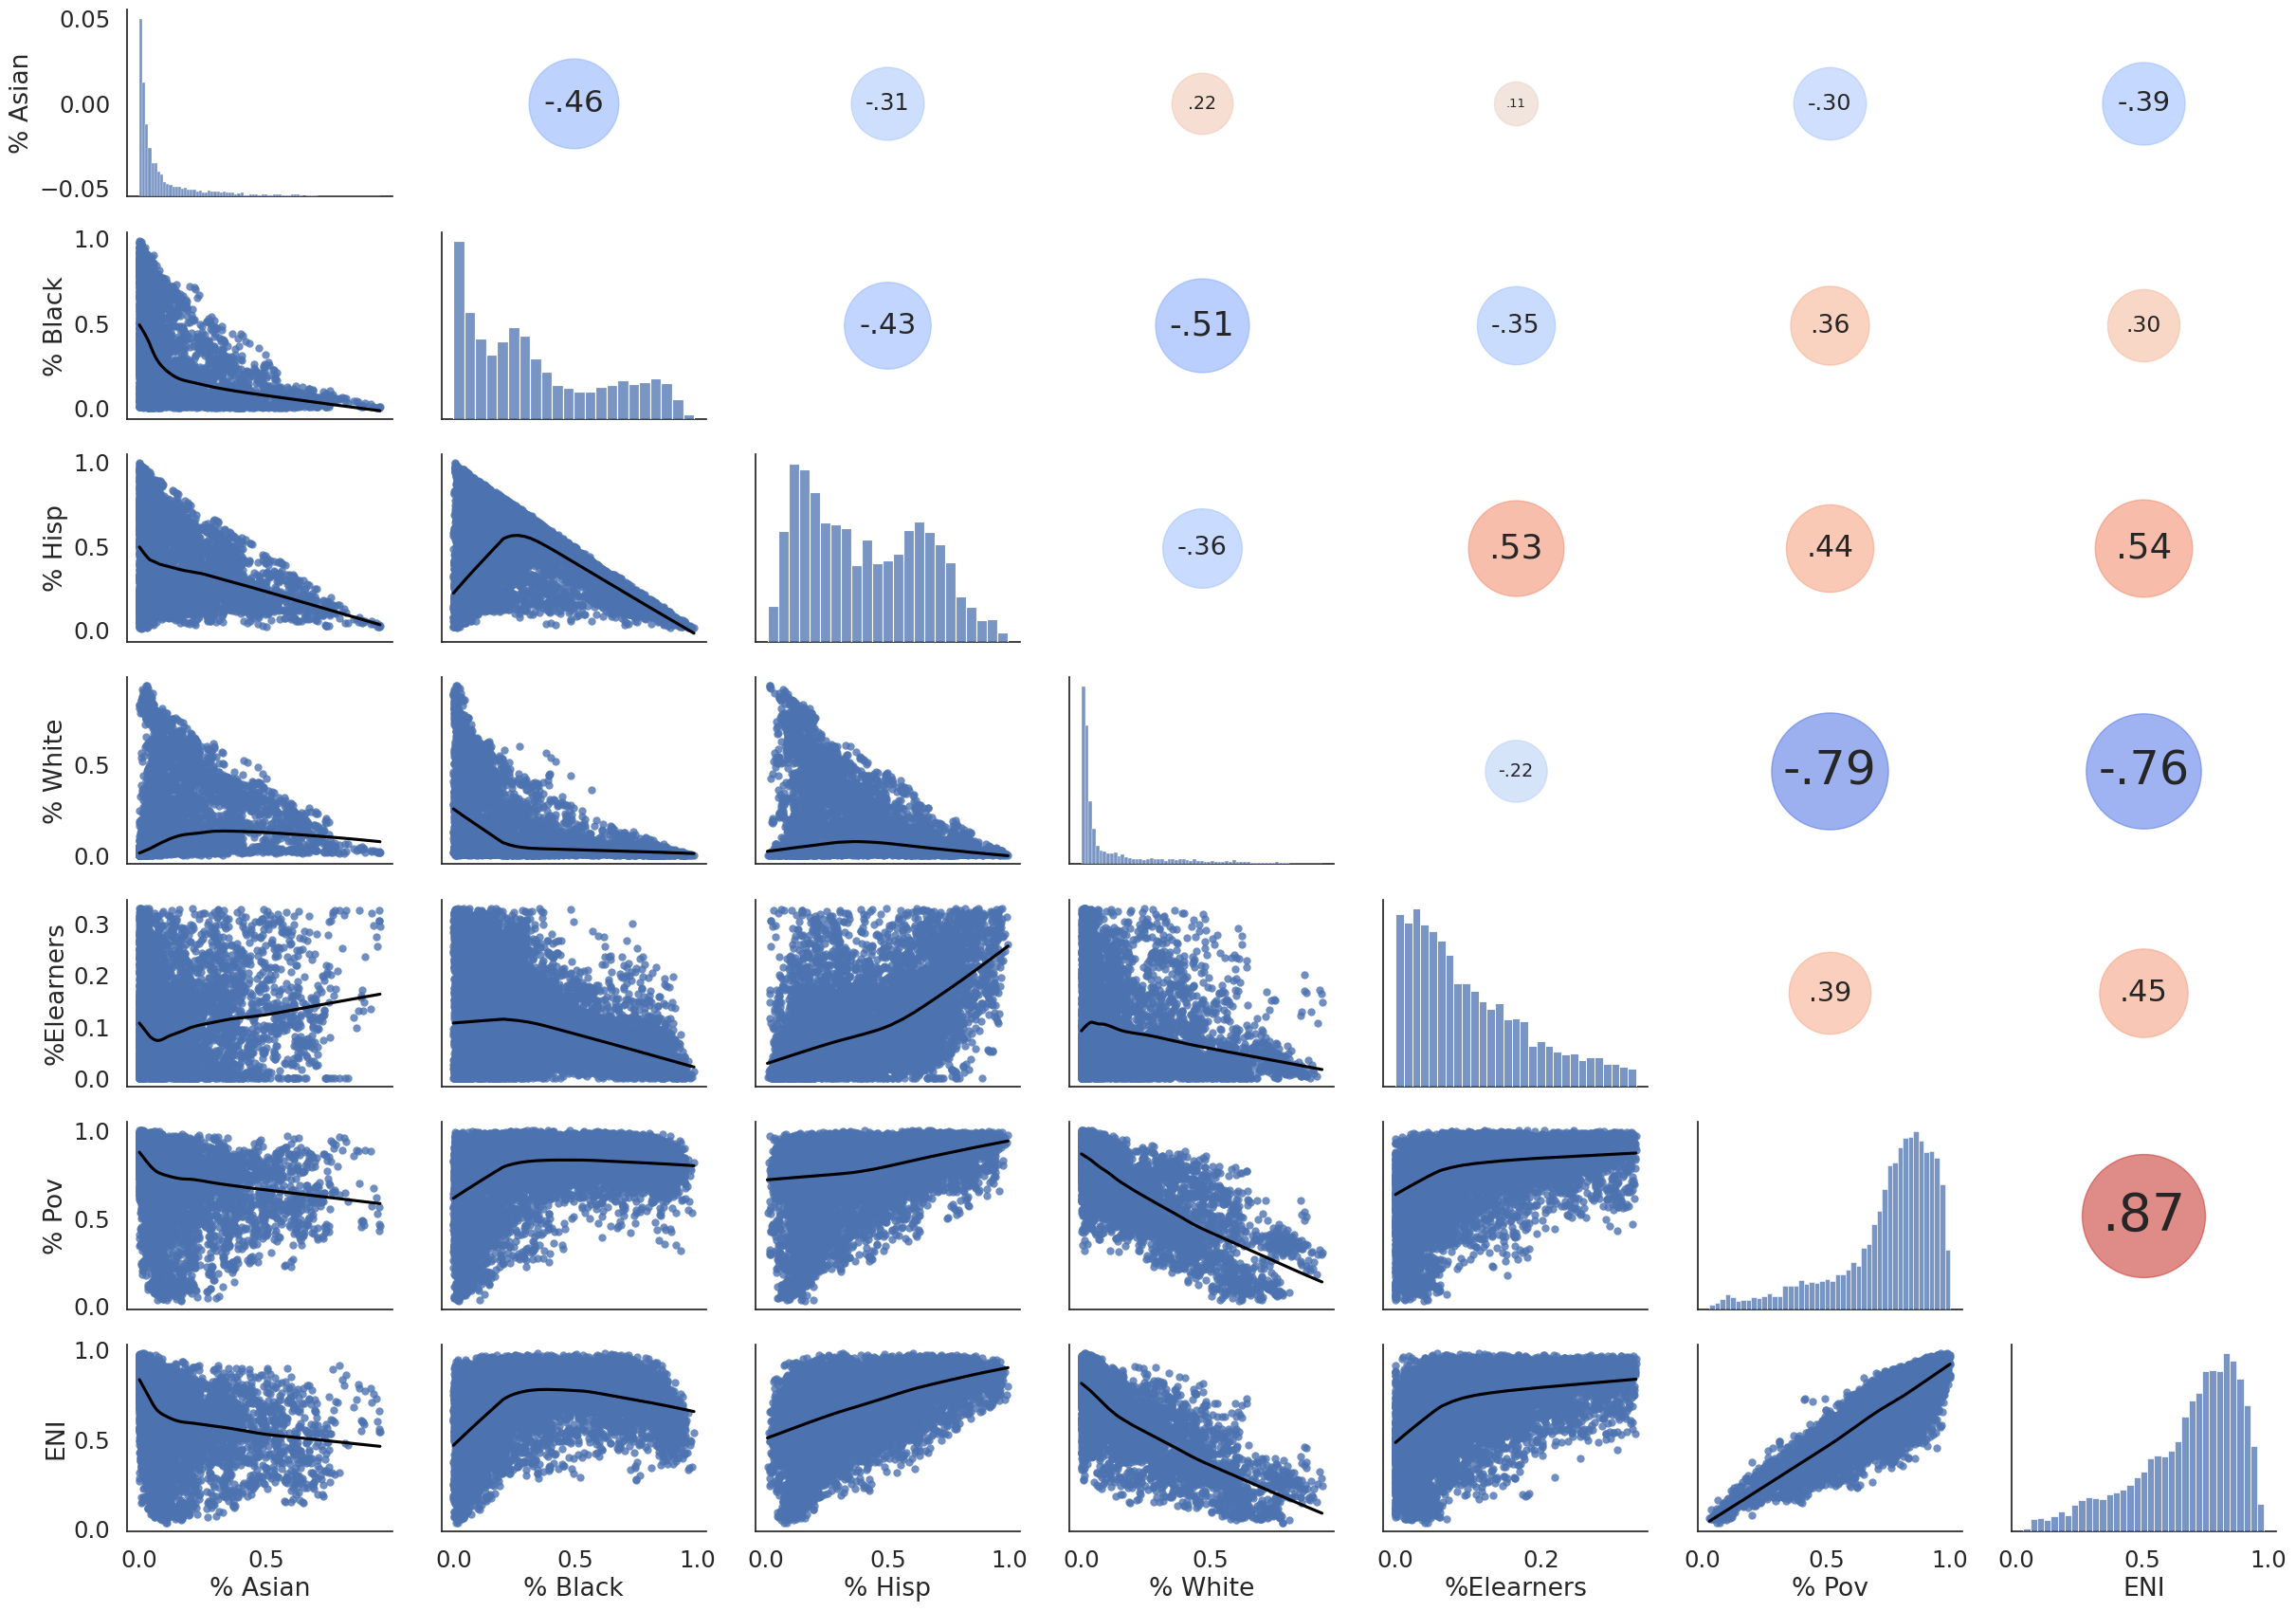 % Asian
0.05
0.00
−0.05
-.46
-.31
.22
.11
-.30
-.39
% Black
1.0
0.5
0.0
-.43
-.51
-.35
.36
.30
% Hisp
1.0
0.5
0.0
-.36
.53
.44
.54
% White
0.5
0.0
-.22
-.79
-.76
%Elearners
0.3
0.2
0.1
0.0
.39
.45
% Pov
1.0
0.5
0.0
.87
ENI
1.0
0.5
0.0
0.0 0.5
0.0 0.5 1.0
0.0 0.5 1.0
0.0 0.5
0.0 0.2
0.0 0.5 1.0
0.0 0.5 1.0
% Asian
% Black
% Hisp
% White
%Elearners
% Pov
ENI